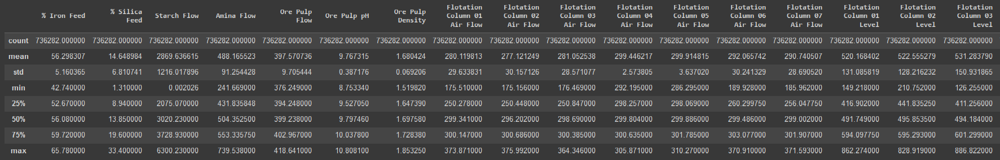 % Iron Feed % Silica Feed Starch Flow Amina Flow Ore Pulp Flow Ore Pulp pH Ore Pulp Density Flotation Column 01 Air Flow Flotation Column 02 Air Flow Flotation Column 03 Air Flow Flotation Column 04 Air Flow Flotation Column 05 Air Flow Flotation Column 06 Air Flow Flotation Column 07 Air Flow Flotation Column 01 Level Flotation Column 02 Level Flotation Column 03 Level
count 736282.000000 736282.000000 736282.000000 736282.000000 736282.000000 736282.000000 736282.000000 736282.000000 736282.000000 736282.000000 736282.000000 736282.000000 736282.000000 736282.000000 736282.000000 736282.000000 736282.000000
mean 56.298307 14.648984 2869.636615 488.165523 397.570736 9.767315 1.680424 280.119813 277.121249 281.052538 299.446217 299.914815 292.065742 290.740507 520.168402 522.555279 531.283790
std 5.160365 6.810741 1216.017896 91.254428 9.705444 0.387176 0.069206 29.633831 30.157126 28.571077 2.573805 3.637020 30.241329 28.690520 131.085819 128.216232 150.931865
min 42.740000 1.310000 0.002026 241.669000 376.249000 8.753340 1.519820 175.510000 175.156000 176.469000 292.195000 286.295000 189.928000 185.962000 149.218000 210.752000 126.255000
25% 52.670000 8.940000 2075.070000 431.835848 394.248000 9.527050 1.647390 250.278000 250.448000 250.847000 298.257000 298.069000 260.299750 256.047750 416.902000 441.835250 411.256000
50% 56.080000 13.850000 3020.230000 504.352500 399.238000 9.797460 1.697580 299.341000 296.202000 298.690000 299.804000 299.886000 299.486000 299.002000 491.749000 495.853500 494.184000
75% 59.720000 19.600000 3728.930000 553.335750 402.967000 10.037800 1.728380 300.147000 300.686000 300.385000 300.635000 301.785000 303.077000 301.907000 594.097750 595.293000 601.299000
max 65.780000 33.400000 6300.230000 739.538000 418.641000 10.808100 1.853250 373.871000 375.992000 364.346000 305.871000 310.270000 370.910000 371.593000 862.274000 828.919000 886.822000